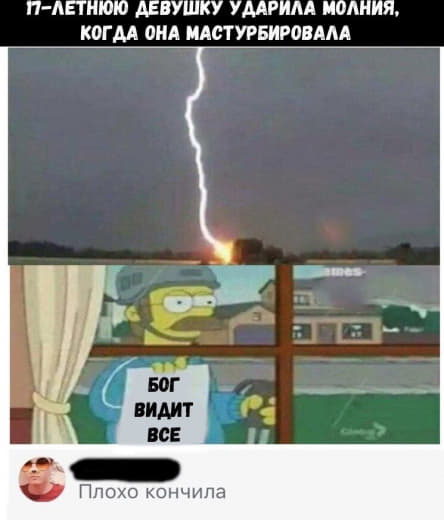 17-ЛЕТНЮЮ ДЕВУШКУ УДАРИЛА МОЛНИЯ,
КОГДА ОНА МАСТУРБИРОВАЛА
БОГ
ВИДИТ
ВСЕ
Плохо кончила